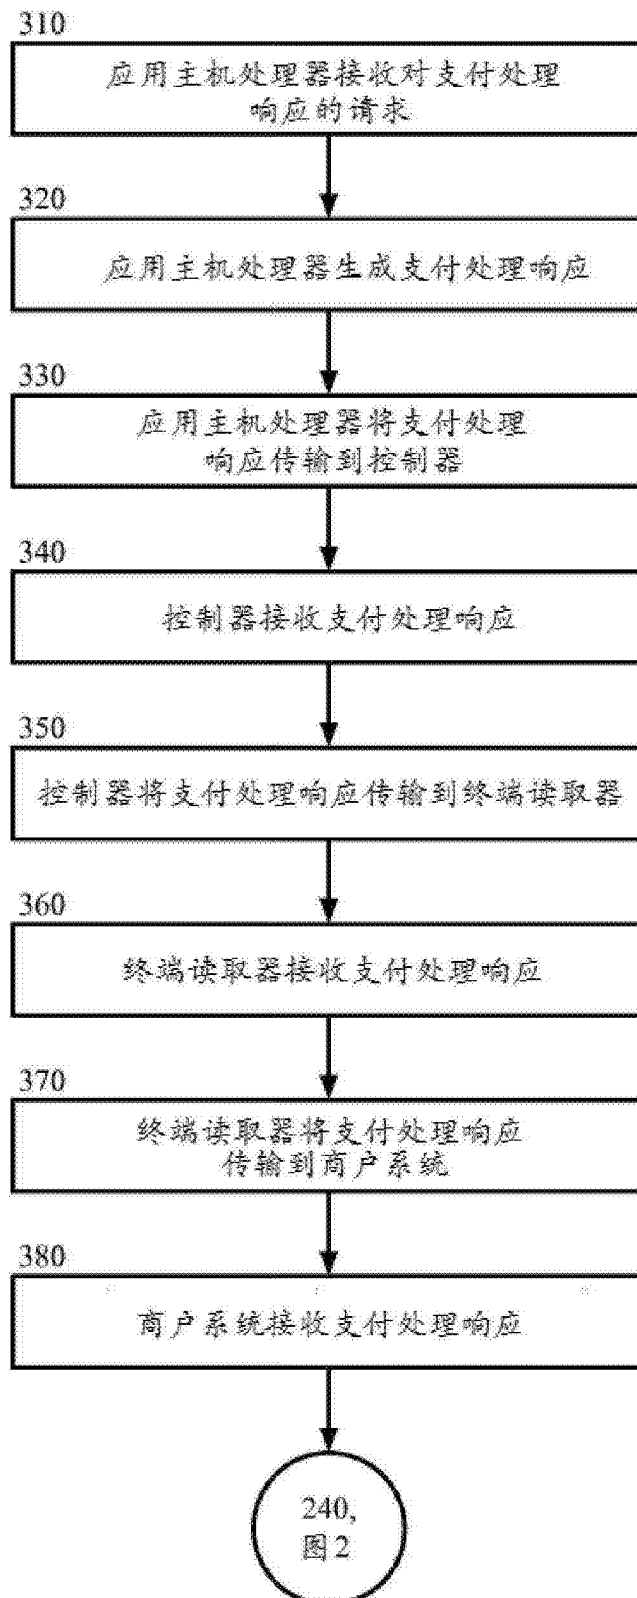 310
应用主机处理器接收对支付处理
响应的请求
320
应用主机处理器生成支付处理响应
330
应用主机处理器将支付处理
响应传输到控制器
340
控制器接收支付处理响应
350
控制器将支付处理响应传输到终端读取器
360
终端读取器接收支付处理响应
370
终端读取器将支付处理响应
传输到商户系统
380
商户系统接收支付处理响应
240,
图2